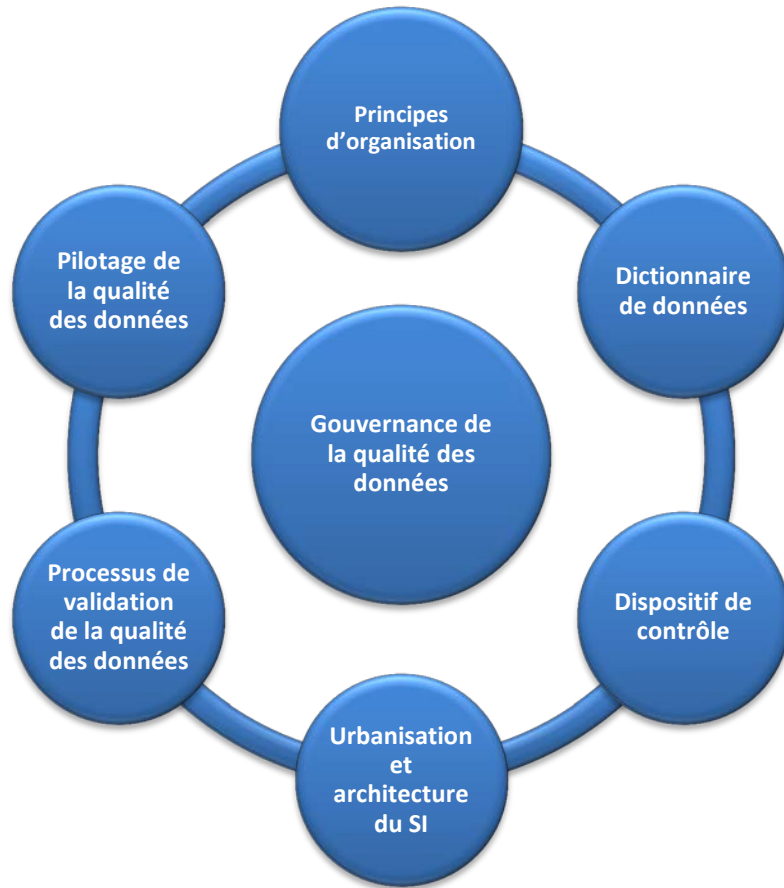 Principes
d’organisation
Dictionnaire
de données
Dispositif de
contrôle
Urbanisation
et
architecture
du SI
Processus de
validation
de la qualité
des données
Pilotage de
la qualité
des données
Gouvernance de
la qualité des
données